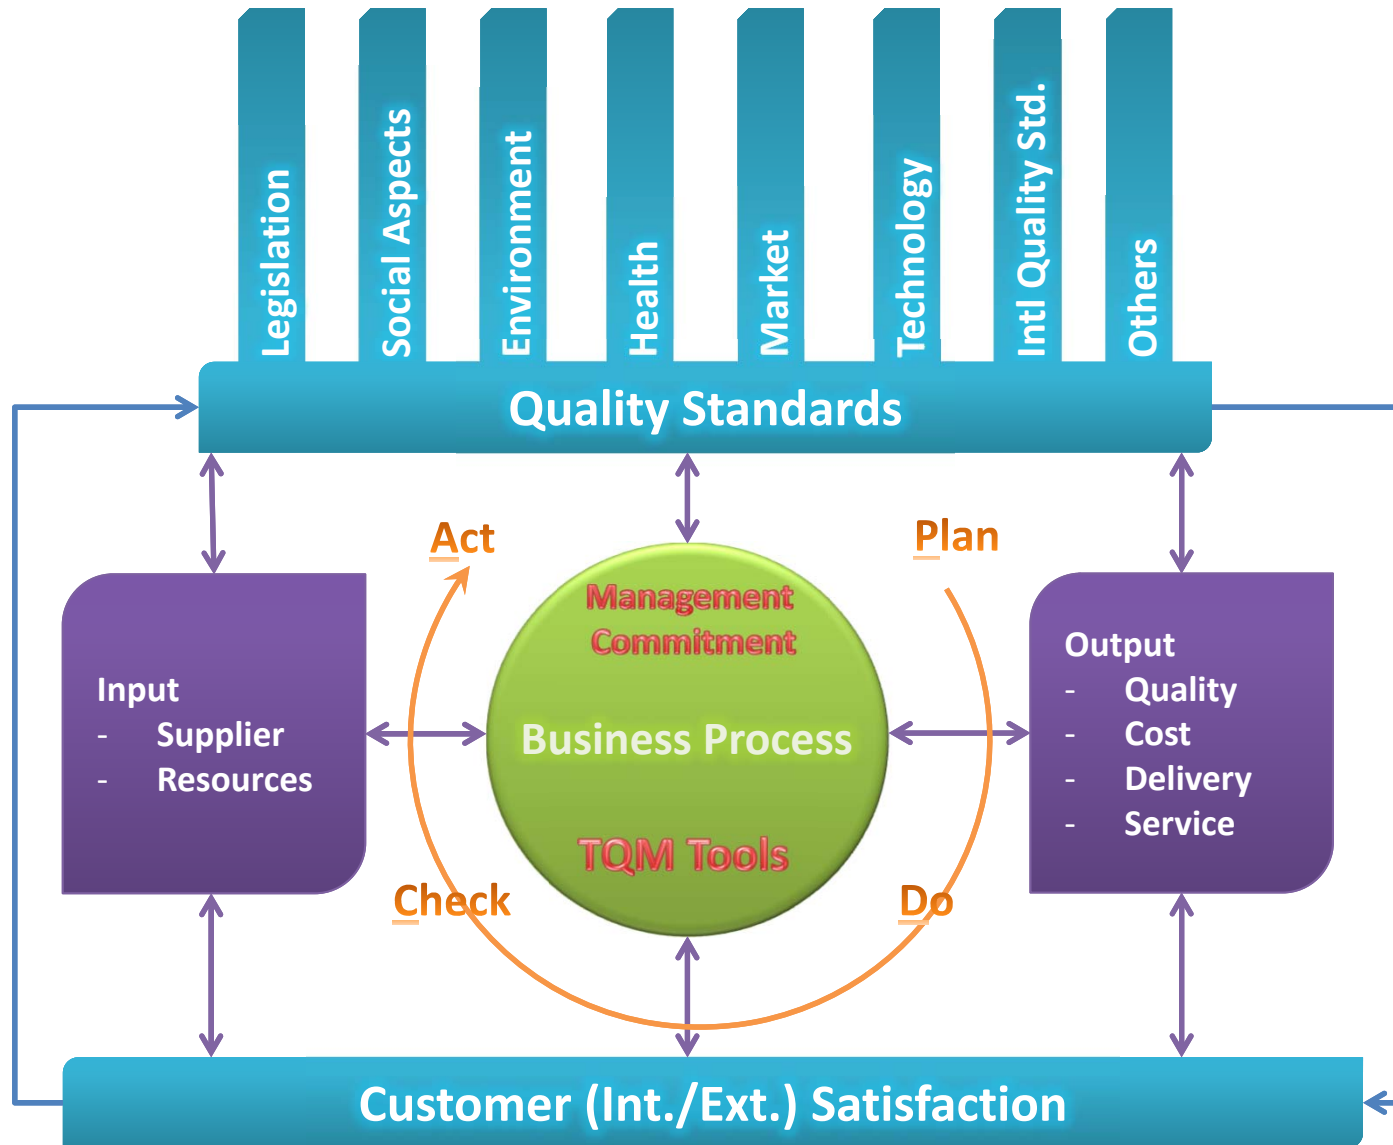 Legislation
Social Aspects
Environment
Health
Market
Technology
Intl Quality Std.
Others
Quality Standards
Act
Plan
Management
Commitment
Input
- Supplier
- Resources
Business Process
Output
- Quality
- Cost
- Delivery
- Service
TQM Tools
Check
Do
Customer (Int./Ext.) Satisfaction